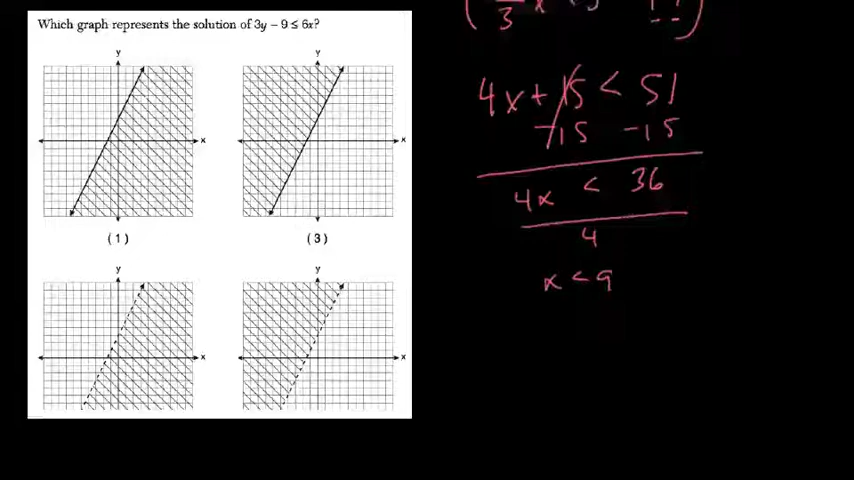 Which graph represents the solution of 3y − 9 ≤ 6x?
y
y
x
x
(1)
(3)
y
y
x
x
3 x
4x + 15 < 51
-15 -15
4x < 36
4
x < 9